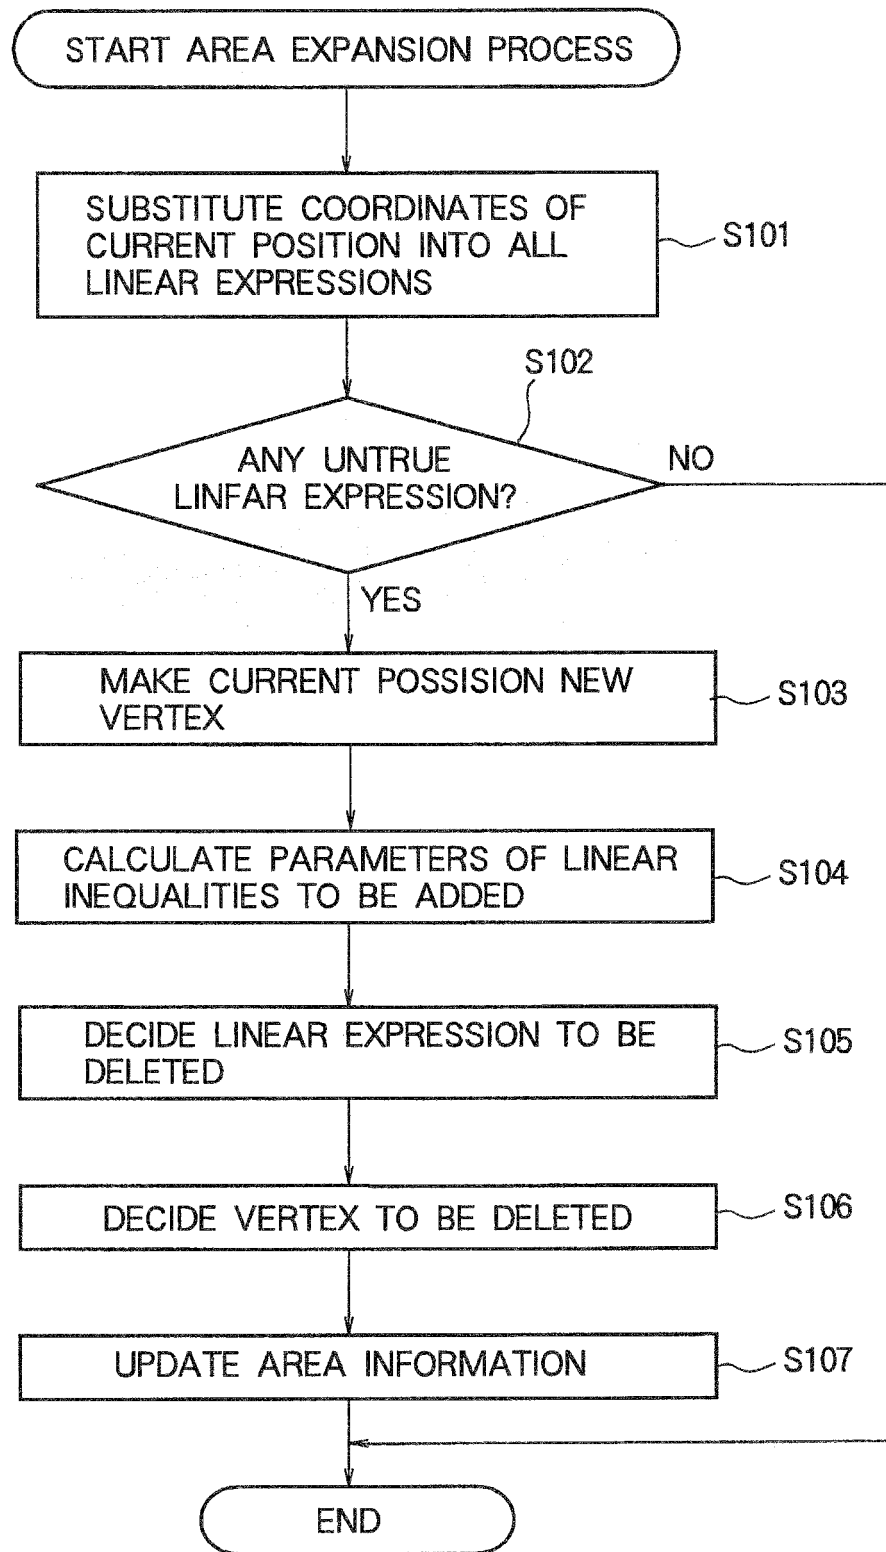 START AREA EXPANSION PROCESS
SUBSTITUTE COORDINATES OF
CURRENT POSITION INTO ALL
LINEAR EXPRESSIONS
S101
S102
ANY UNTRUE
LINFAR EXPRESSION?
NO
YES
MAKE CURRENT POSSISION NEW
VERTEX
S103
CALCULATE PARAMETERS OF LINEAR
INEQUALITIES TO BE ADDED
S104
DECIDE LINEAR EXPRESSION TO BE
DELETED
S105
DECIDE VERTEX TO BE DELETED
S106
UPDATE AREA INFORMATION
S107
END